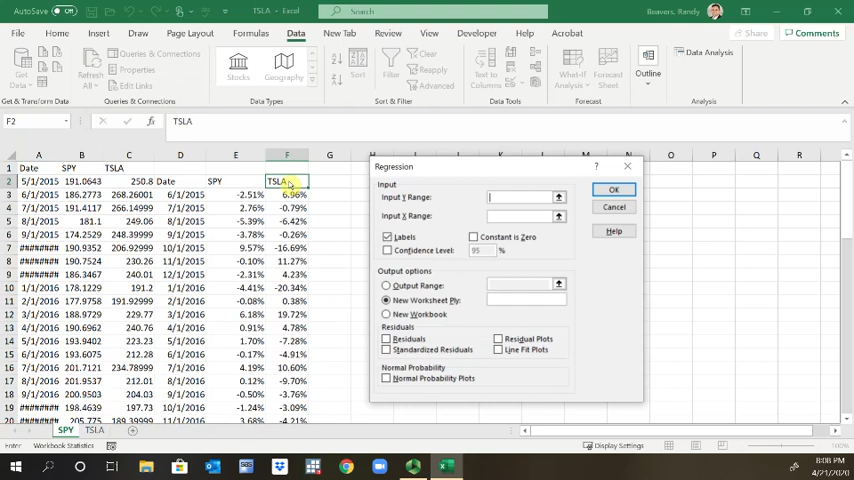 AutoSave Off TSLA - Excel Search Beavers, Randy
File Home Insert Draw Page Layout Formulas Data New Tab Review View Developer Help Acrobat Share Comments
Get Data Refresh All Queries & Connections Properties Edit Links Stocks Geography Sort Filter Clear Reapply Advanced Text to Columns What-If Analysis Forecast Sheet Outline Data Analysis
Get & Transform Data Queries & Connections Data Types Sort & Filter Data Tools Forecast Analysis
F2 fx TSLA
A B C D E F G H I J K L M N O P Q R
1 Date SPY TSLA
2 5/1/2015 191.0643 250.8 Date SPY TSLA
3 6/1/2015 186.2773 268.26001 6/1/2015 -2.51% 6.96%
4 7/1/2015 191.4217 266.14999 7/1/2015 2.76% -0.79%
5 8/1/2015 181.1 249.06 8/1/2015 -5.39% -6.42%
6 9/1/2015 174.2529 248.39999 9/1/2015 -3.78% -0.26%
7 ######## 190.9352 206.92999 10/1/2015 9.57% -16.69%
8 ######## 190.7524 230.26 11/1/2015 -0.10% 11.27%
9 ######## 186.3467 240.01 12/1/2015 -2.31% 4.23%
10 1/1/2016 178.1229 191.2 1/1/2016 -4.41% -20.34%
11 2/1/2016 177.9758 191.92999 2/1/2016 -0.08% 0.38%
12 3/1/2016 188.9729 229.77 3/1/2016 6.18% 19.72%
13 4/1/2016 190.6962 240.76 4/1/2016 0.91% 4.78%
14 5/1/2016 193.9402 223.23 5/1/2016 1.70% -7.28%
15 6/1/2016 193.6075 212.28 6/1/2016 -0.17% -4.91%
16 7/1/2016 201.7121 234.78999 7/1/2016 4.19% 10.60%
17 8/1/2016 201.9537 212.01 8/1/2016 0.12% -9.70%
18 9/1/2016 200.9503 204.03 9/1/2016 -0.50% -3.76%
19 ######## 198.4639 197.73 10/1/2016 -1.24% -3.09%
20 ######## 205.775 189.39999 11/1/2016 3.68% -4.21%
Regression ?
Input
Input Y Range: OK
Input X Range: Cancel
Labels Constant is Zero Help
Confidence Level: 95 %
Output options
Output Range:
New Worksheet Ply:
New Workbook
Residuals
Residuals Residual Plots
Standardized Residuals Line Fit Plots
Normal Probability
Normal Probability Plots
SPY TSLA
Enter Workbook Statistics Display Settings 100%
8:08 PM
4/21/2020